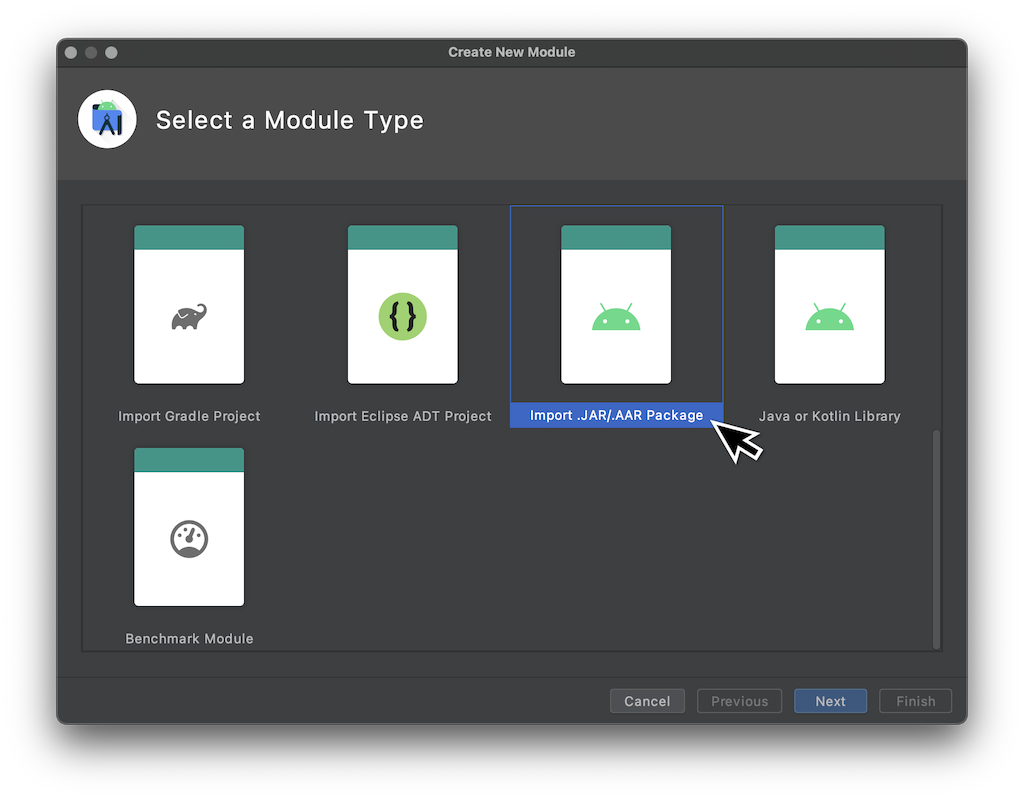 Create New Module
Select a Module Type
Import Gradle Project
Import Eclipse ADT Project
Import .JAR/.AAR Package
Java or Kotlin Library
Benchmark Module
Cancel
Previous
Next
Finish